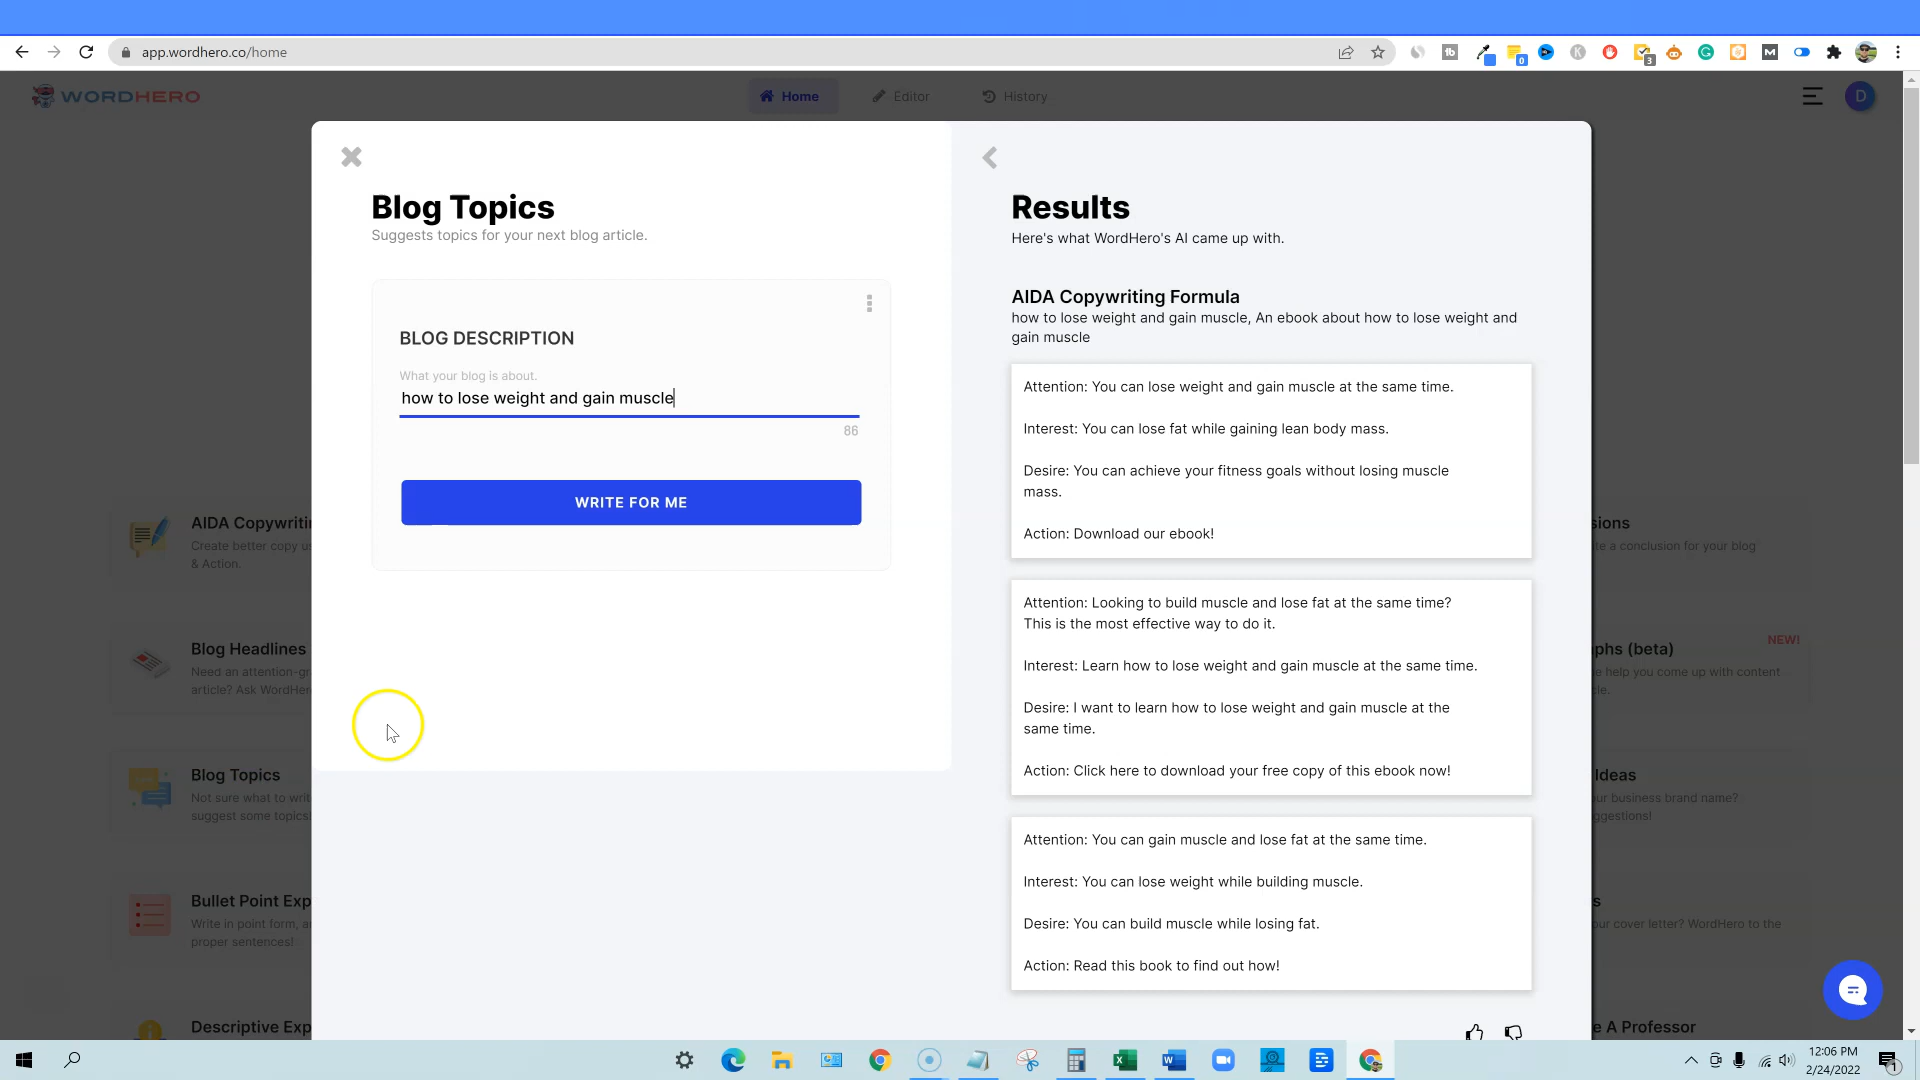 app.wordhero.co/home
WORDHERO
Home
Editor
History
D
Blog Topics
Suggests topics for your next blog article.
BLOG DESCRIPTION
What your blog is about.
how to lose weight and gain muscle
86
WRITE FOR ME
Results
Here's what WordHero's AI came up with.
AIDA Copywriting Formula
how to lose weight and gain muscle, An ebook about how to lose weight and
gain muscle
Attention: You can lose weight and gain muscle at the same time.
Interest: You can lose fat while gaining lean body mass.
Desire: You can achieve your fitness goals without losing muscle
mass.
Action: Download our ebook!
Attention: Looking to build muscle and lose fat at the same time?
This is the most effective way to do it.
Interest: Learn how to lose weight and gain muscle at the same time.
Desire: I want to learn how to lose weight and gain muscle at the
same time.
Action: Click here to download your free copy of this ebook now!
Attention: You can gain muscle and lose fat at the same time.
Interest: You can lose weight while building muscle.
Desire: You can build muscle while losing fat.
Action: Read this book to find out how!
AIDA Copywriti
Create better copy u
& Action.
Blog Headlines
Need an attention-gr
article? Ask WordHer
Blog Topics
Not sure what to writ
suggest some topics!
Bullet Point Exp
Write in point form, a
proper sentences!
Descriptive Exp
sions
te a conclusion for your blog
NEW!
phs (beta)
e help you come up with content
cle.
Ideas
ur business brand name?
ggestions!
s
our cover letter? WordHero to the
e A Professor
12:06 PM
2/24/2022